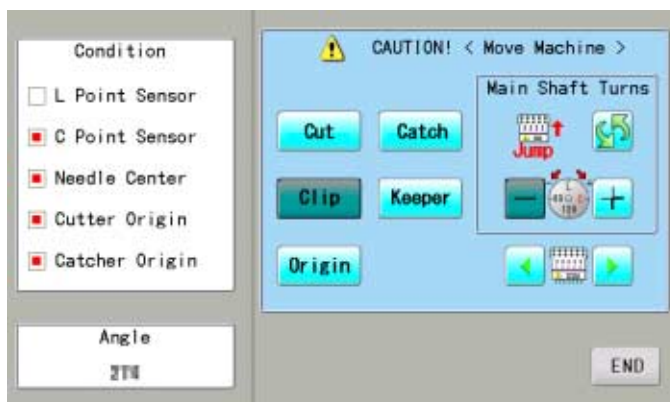 Condition
L Point Sensor
C Point Sensor
Needle Center
Cutter Origin
Catcher Origin
Angle
CAUTION! < Move Machine >
Main Shaft Turns
Cut
Catch
Jump
Clip
Keeper
Origin
END